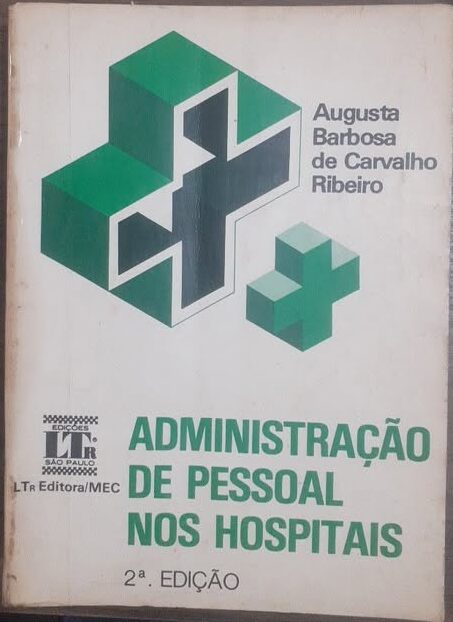 Augusta
Barbosa
de Carvalho
Ribeiro
EDIÇÕES
LTR
SÃO PAULO
LTR Editora/MEC
ADMINISTRAÇÃO
DE PESSOAL
NOS HOSPITAIS
2ª. EDIÇÃO